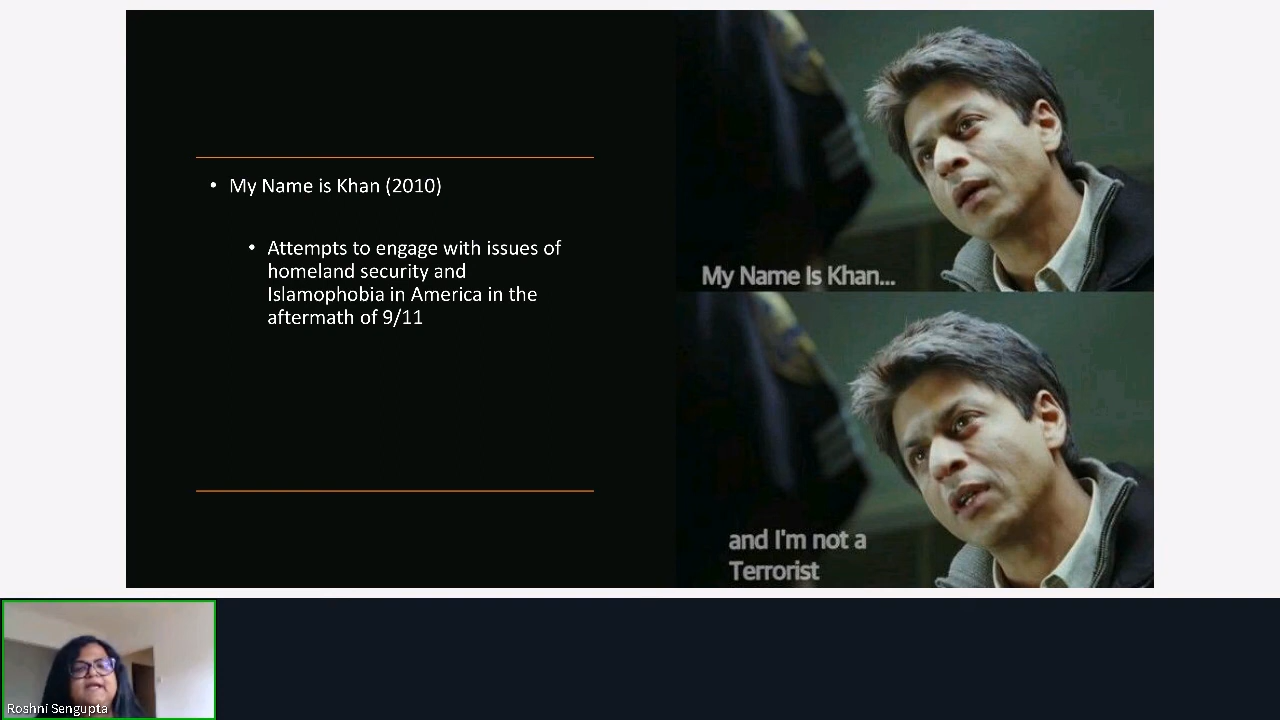 • My Name is Khan (2010)
• Attempts to engage with issues of
homeland security and
Islamophobia in America in the
aftermath of 9/11
My Name Is Khan...
and I'm not a
Terrorist
Roshni Sengupta